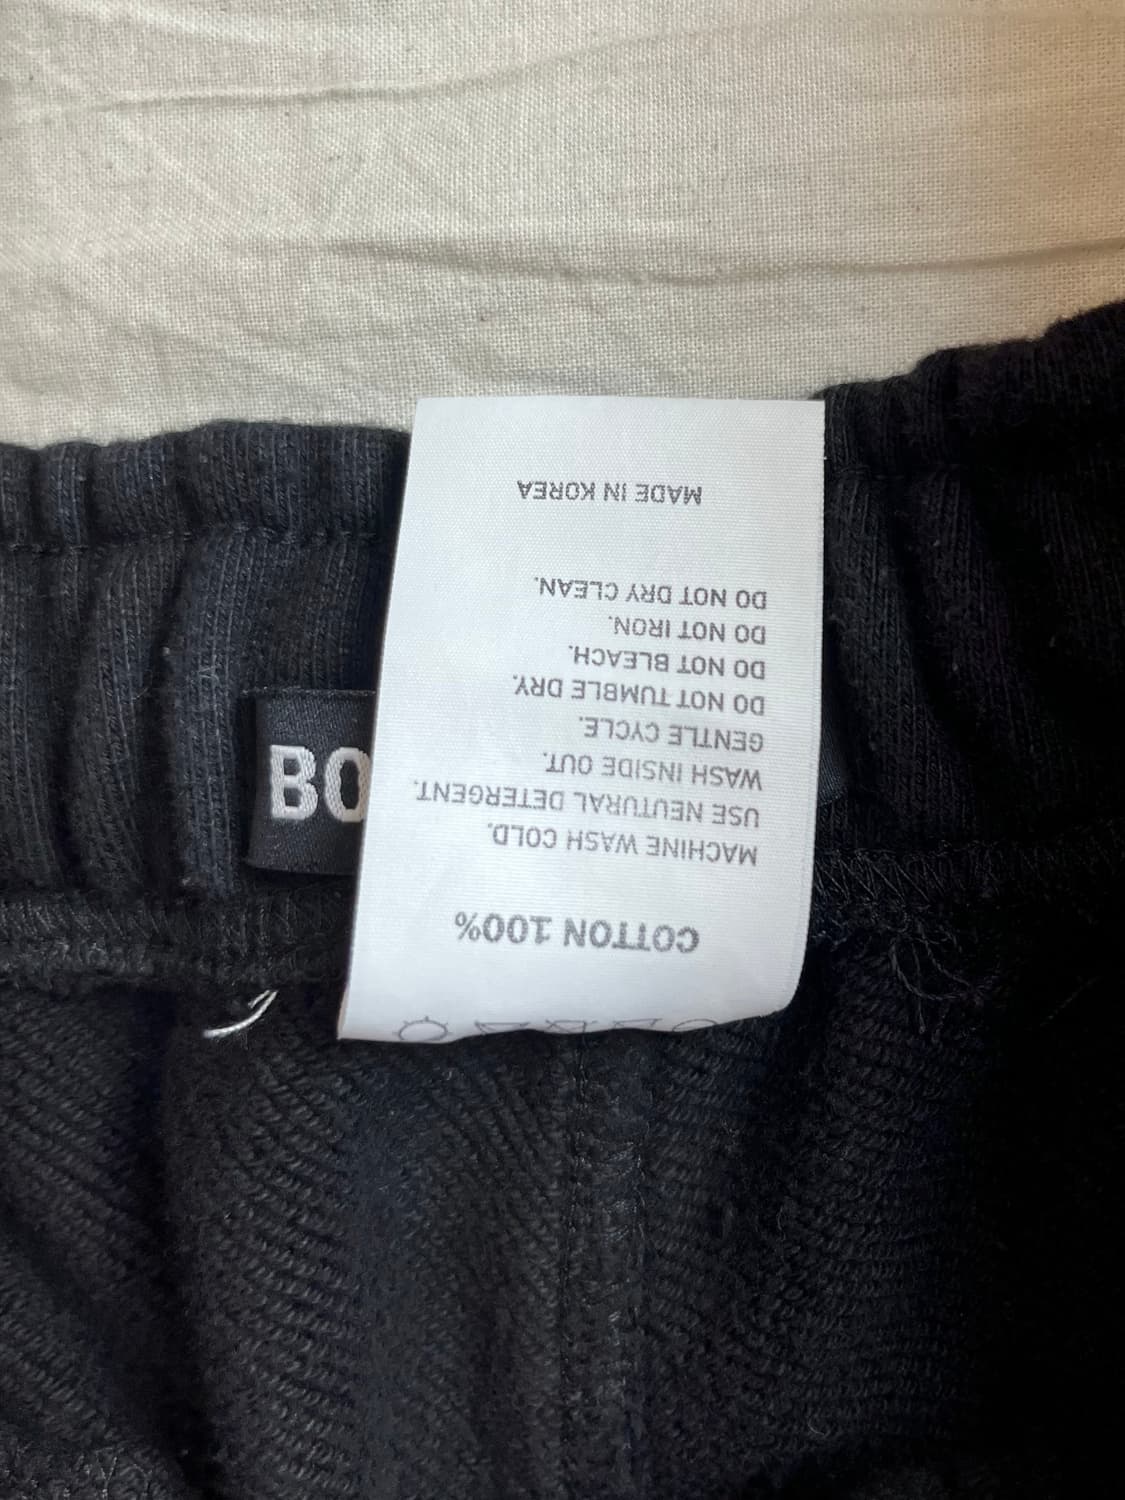 COTTON 100%
MACHINE WASH COLD.
USE NEUTRAL DETERGENT.
WASH INSIDE OUT.
GENTLE CYCLE.
DO NOT TUMBLE DRY.
DO NOT BLEACH.
DO NOT IRON.
DO NOT DRY CLEAN.
MADE IN KOREA
BO